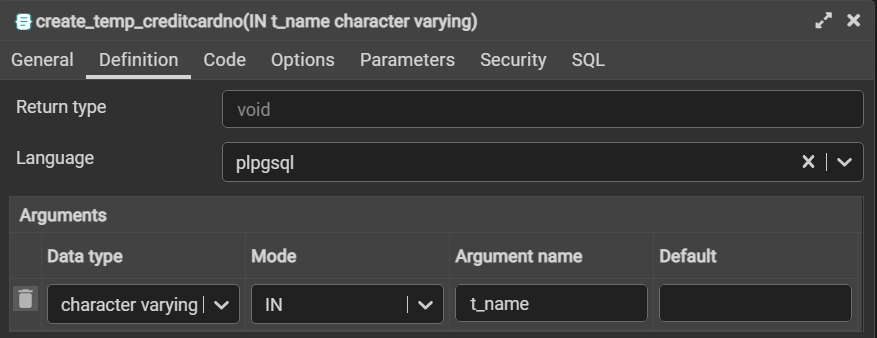 create_temp_creditcardno(IN t_name character varying)
General Definition Code Options Parameters Security SQL
Return type void
Language plpgsql
Arguments
Data type Mode Argument name Default
character varying IN t_name